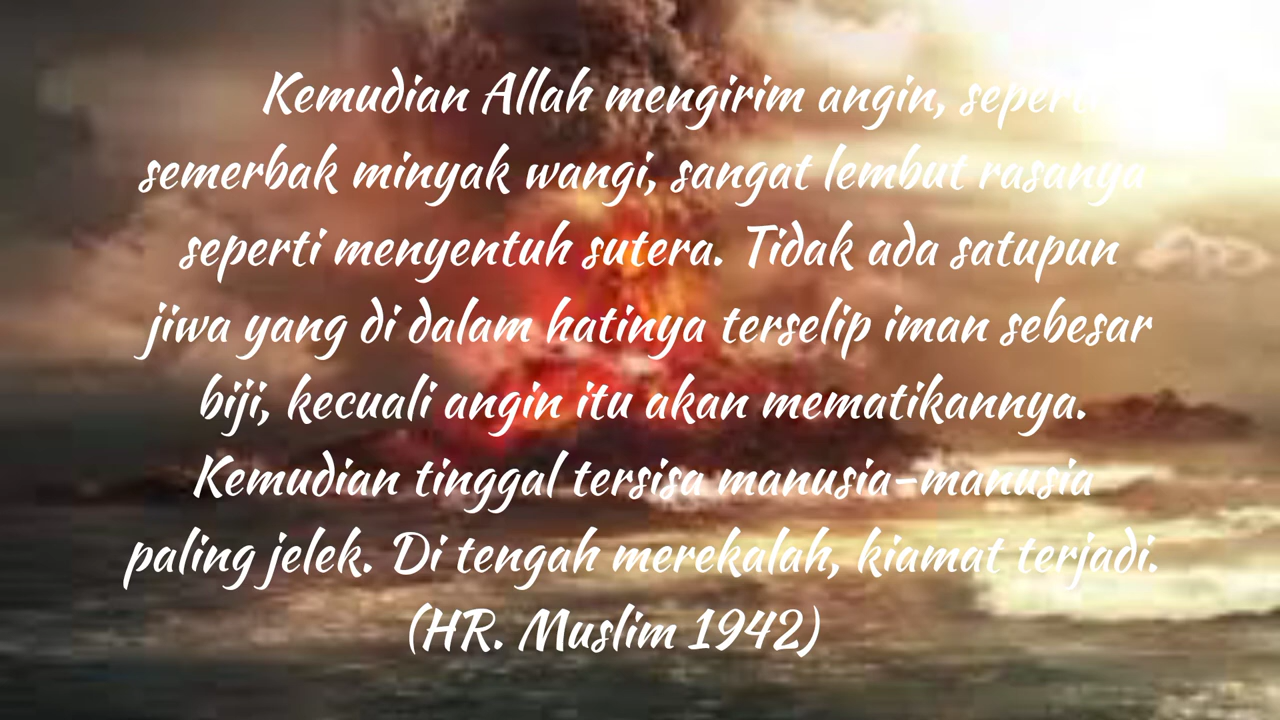 Kemudian Allah mengirim angin, seperti
semerbak minyak wangi, sangat lembut rasanya
seperti menyentuh sutera. Tidak ada satupun
jiwa yang di dalam hatinya terselip iman sebesar
biji, kecuali angin itu akan mematikannya.
Kemudian tinggal tersisa manusia-manusia
paling jelek. Di tengah merekalah, kiamat terjadi.
(HR. Muslim 1942)